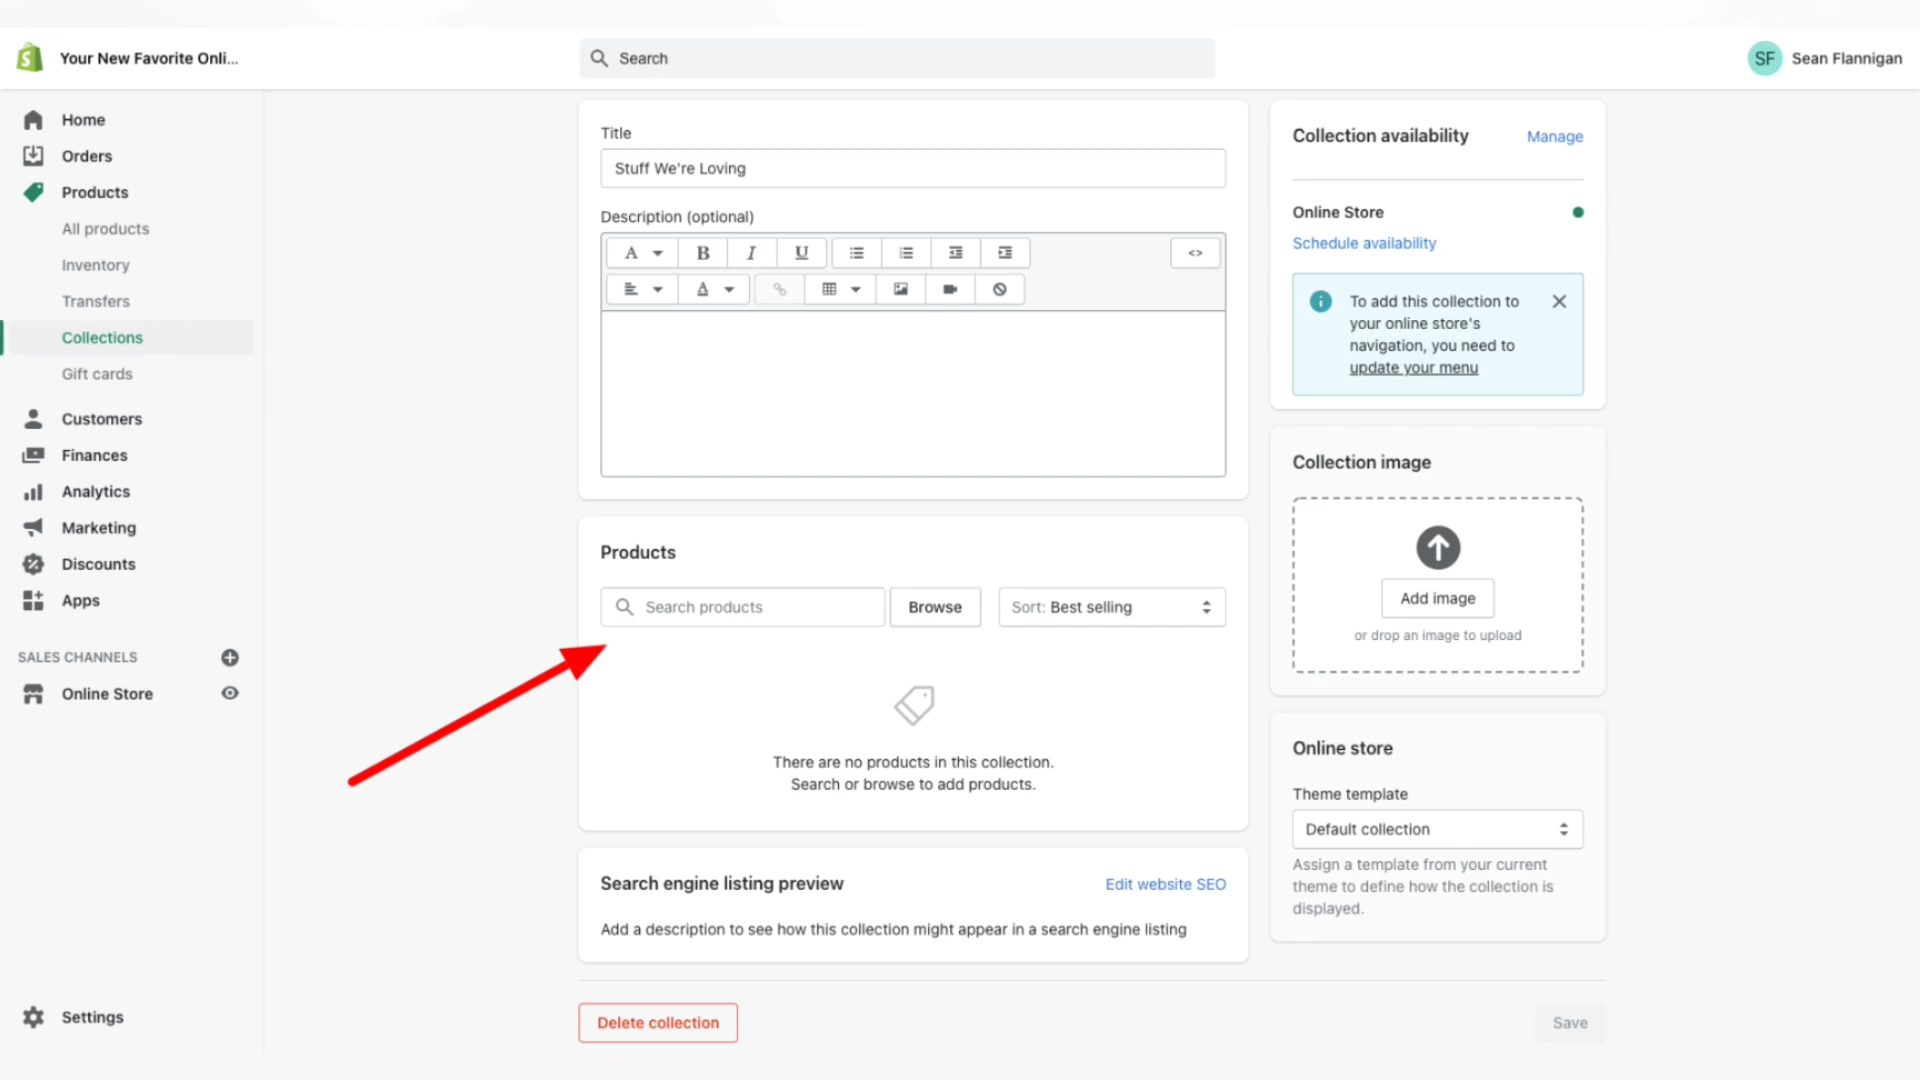 Your New Favorite Onli...
Search
SF
Sean Flannigan
Home
Orders
Products
All products
Inventory
Transfers
Collections
Gift cards
Customers
Finances
Analytics
Marketing
Discounts
Apps
SALES CHANNELS
Online Store
Settings
Title
Stuff We're Loving
Description (optional)
A
B
I
U
<>
A
Products
Search products
Browse
Sort: Best selling
There are no products in this collection.
Search or browse to add products.
Search engine listing preview
Edit website SEO
Add a description to see how this collection might appear in a search engine listing
Delete collection
Collection availability
Manage
Online Store
Schedule availability
To add this collection to
your online store's
navigation, you need to
update your menu
Collection image
Add image
or drop an image to upload
Online store
Theme template
Default collection
Assign a template from your current
theme to define how the collection is
displayed.
Save